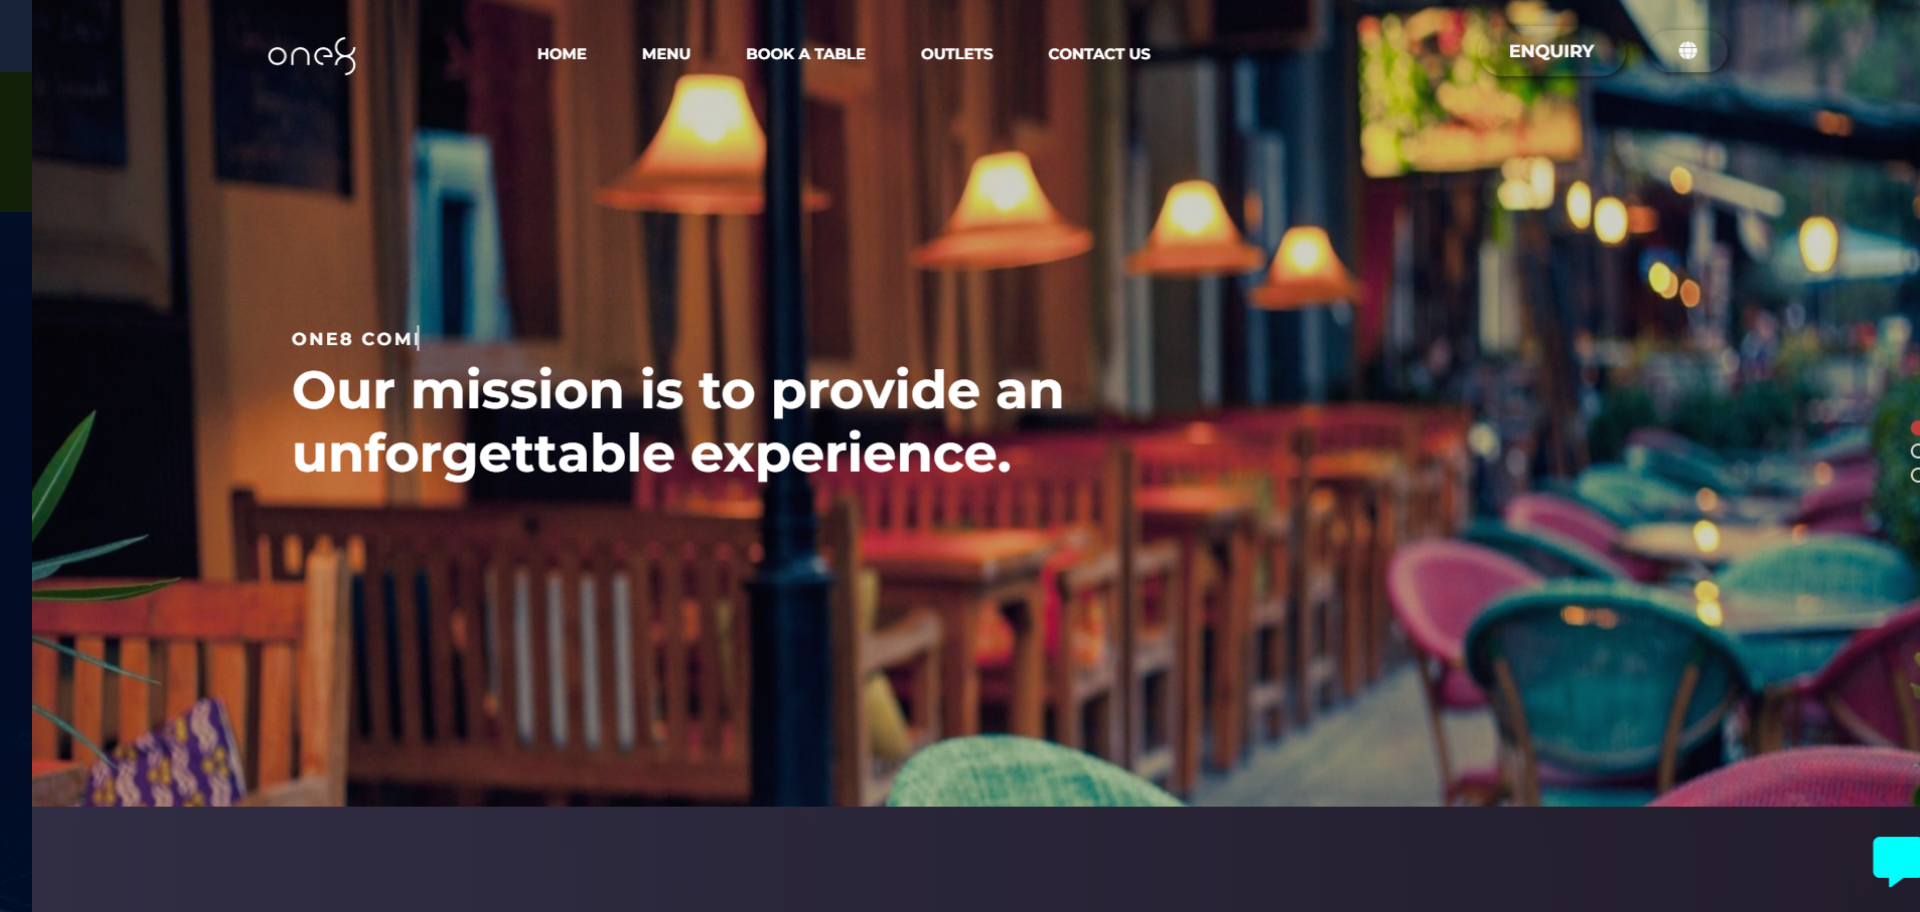 one8
HOME
MENU
BOOK A TABLE
OUTLETS
CONTACT US
ENQUIRY
ONE8 COM
Our mission is to provide an
unforgettable experience.